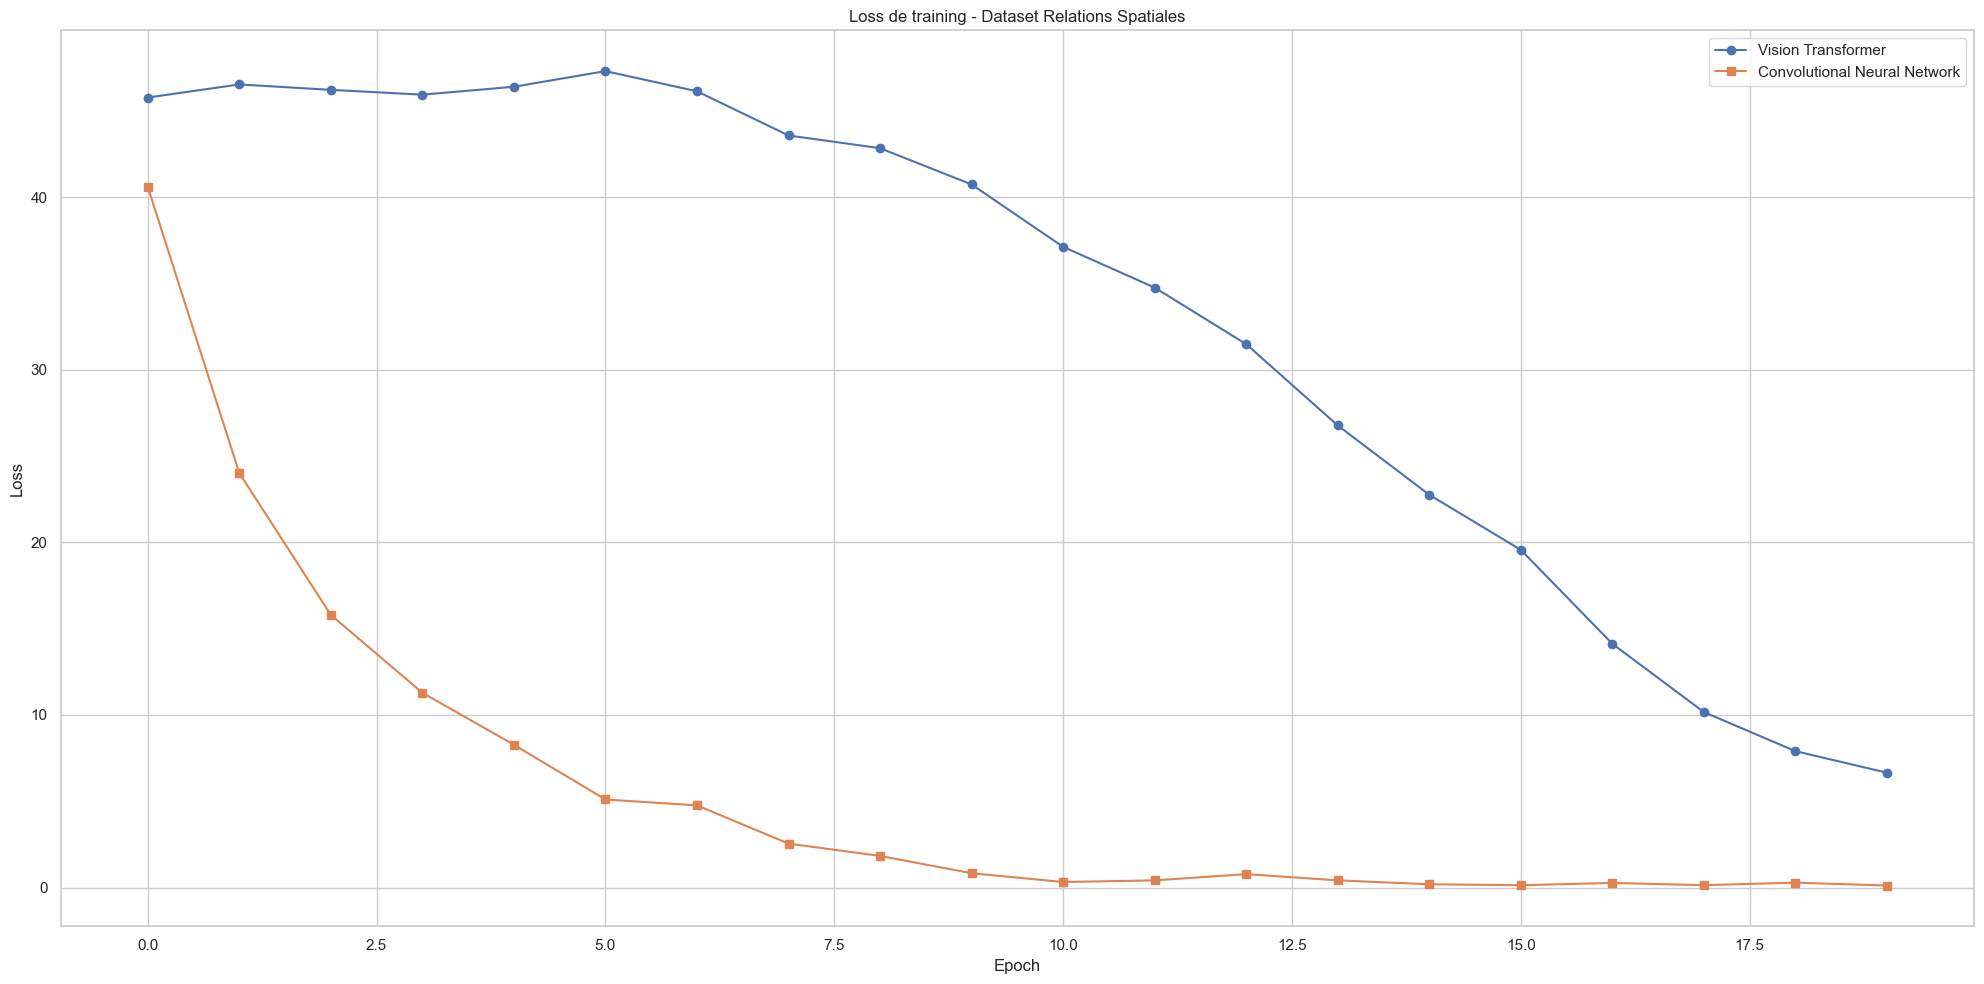 Loss de training - Dataset Relations Spatiales
Vision Transformer
Convolutional Neural Network
Loss
40
30
20
10
0
0.0 2.5 5.0 7.5 10.0 12.5 15.0 17.5
Epoch